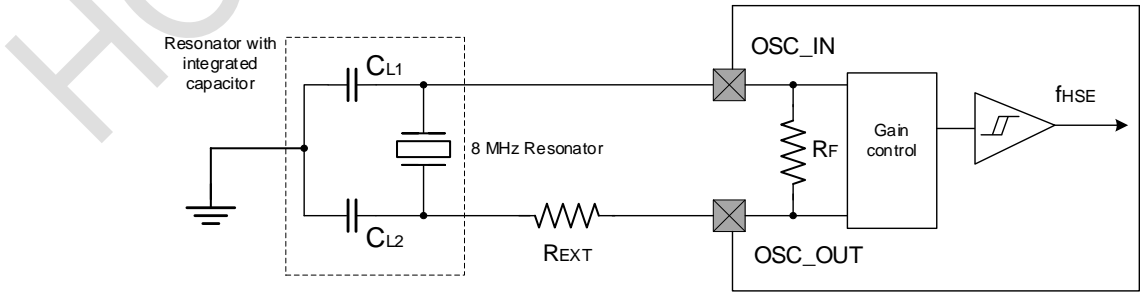 Resonator with
integrated
capacitor
CL1
OSC_IN
fHSE
8 MHz Resonator
RF
Gain
control
CL2
REXT
OSC_OUT